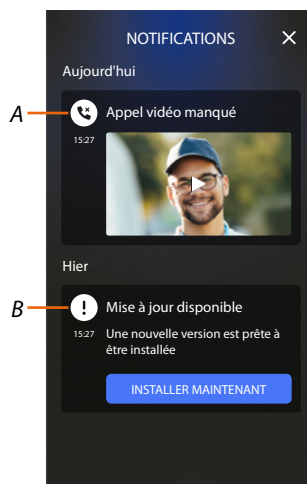 NOTIFICATIONS
Aujourd'hui
A
Appel vidéo manqué
15:27
Hier
B
Mise à jour disponible
15:27
Une nouvelle version est prête à
être installée
INSTALLER MAINTENANT